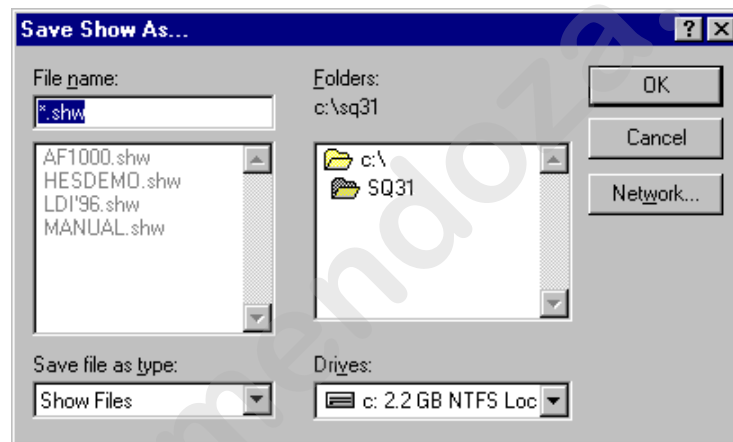 Save Show As...
File name:
*.shw
AF1000.shw
HESDEMO.shw
LDI'96.shw
MANUAL.shw
Save file as type:
Show Files
Folders:
c:\sq31
c:\
SQ31
Drives:
c: 2.2 GB NTFS Loc
OK
Cancel
Network...
mendoza.